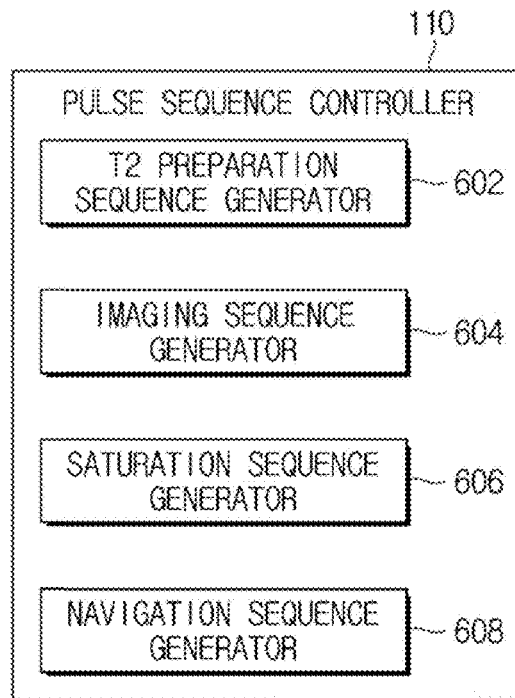 110
PULSE SEQUENCE CONTROLLER
T2 PREPARATION
SEQUENCE GENERATOR
602
IMAGING SEQUENCE
GENERATOR
604
SATURATION SEQUENCE
GENERATOR
606
NAVIGATION SEQUENCE
GENERATOR
608